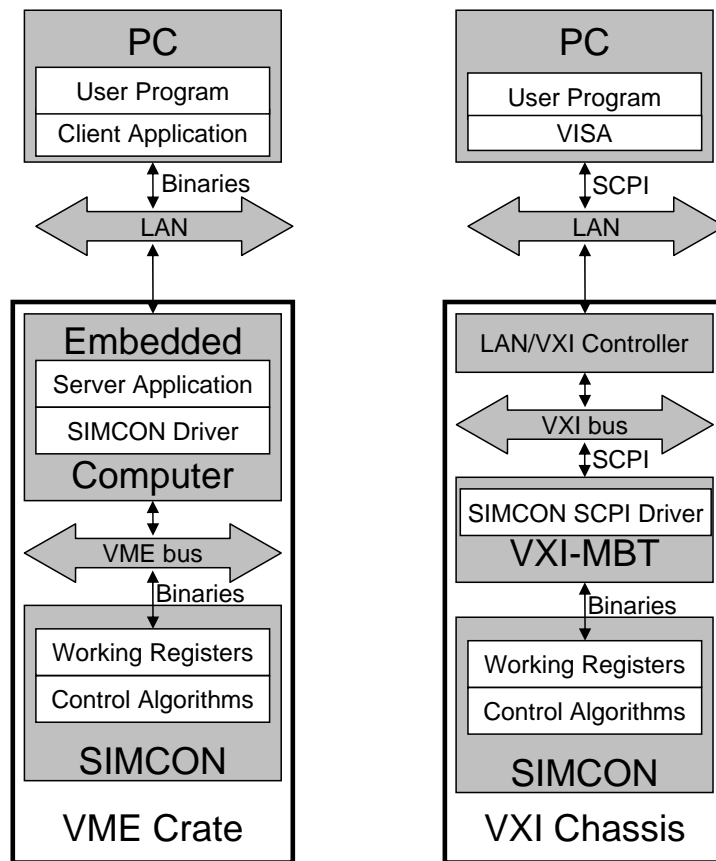 PC
User Program
Client Application
Binaries
LAN
Embedded
Server Application
SIMCON Driver
Computer
VME bus
Binaries
Working Registers
Control Algorithms
SIMCON
VME Crate
PC
User Program
VISA
SCPI
LAN
LAN/VXI Controller
VXI bus
SCPI
SIMCON SCPI Driver
VXI-MBT
Binaries
Working Registers
Control Algorithms
SIMCON
VXI Chassis